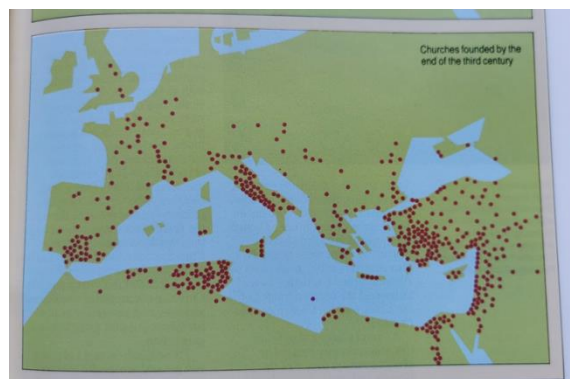 Churches founded by the
end of the third century